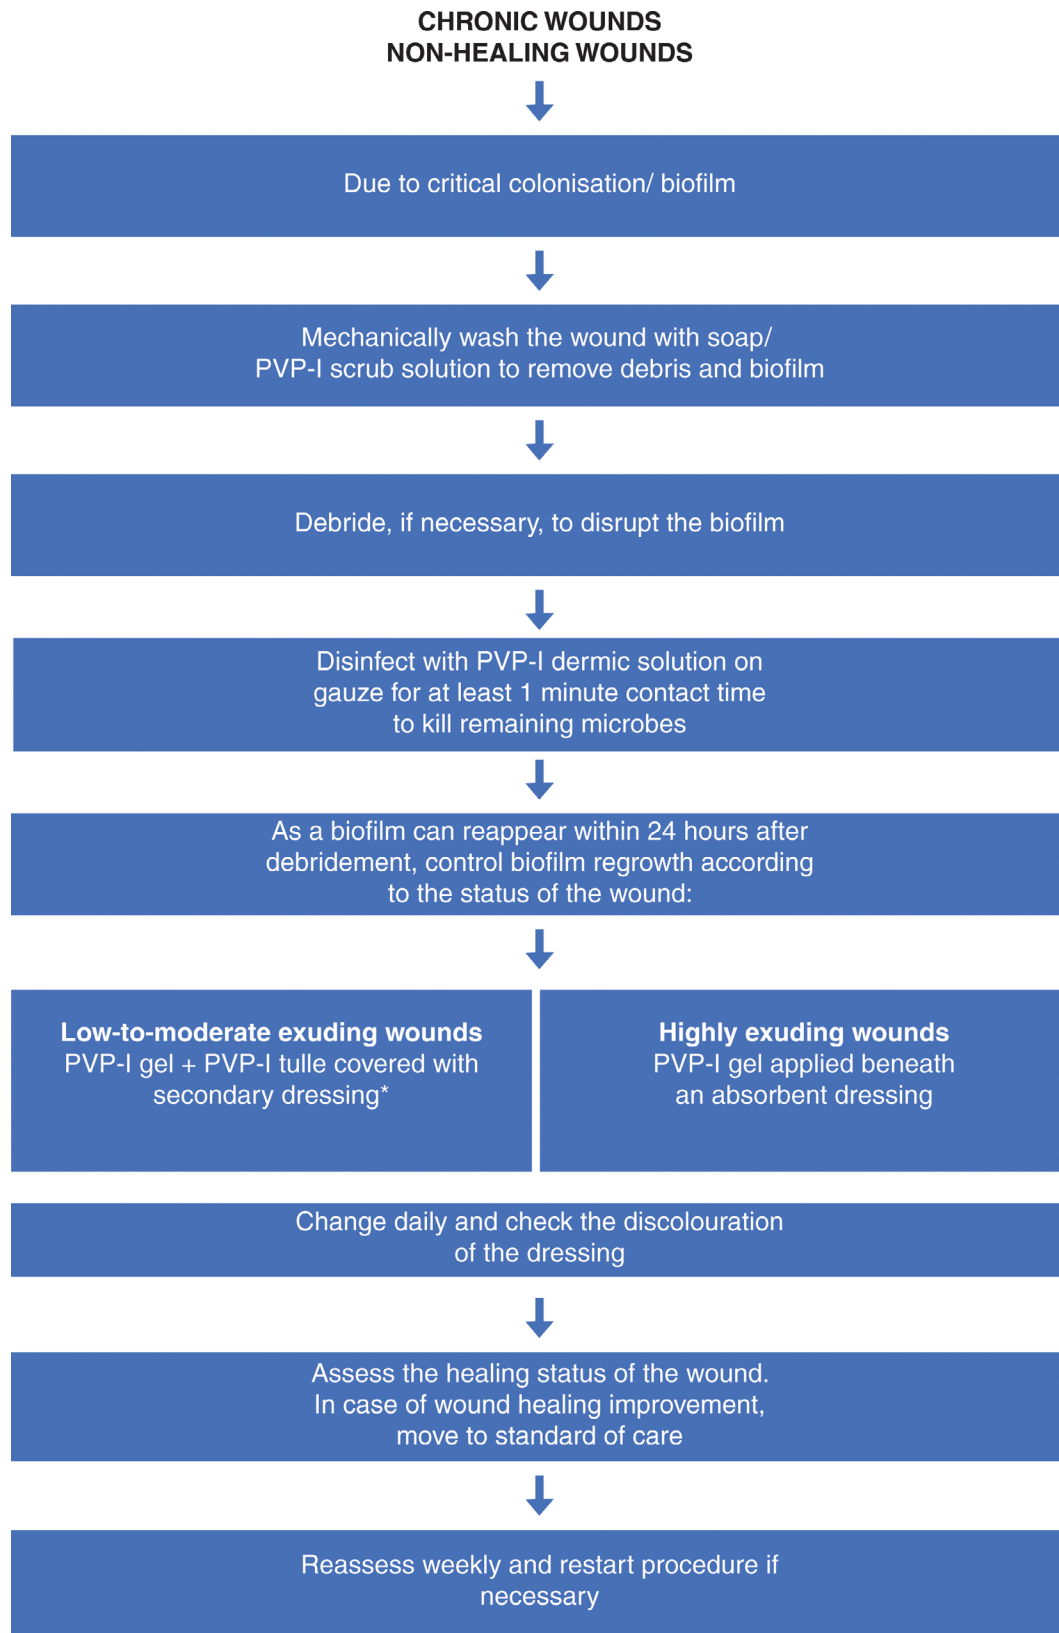 CHRONIC WOUNDS
NON-HEALING WOUNDS
Due to critical colonisation/ biofilm
Mechanically wash the wound with soap/
PVP-I scrub solution to remove debris and biofilm
Debride, if necessary, to disrupt the biofilm
Disinfect with PVP-I dermic solution on
gauze for at least 1 minute contact time
to kill remaining microbes
As a biofilm can reappear within 24 hours after
debridement, control biofilm regrowth according
to the status of the wound:
Low-to-moderate exuding wounds
PVP-I gel + PVP-I tulle covered with
secondary dressing*
Highly exuding wounds
PVP-I gel applied beneath
an absorbent dressing
Change daily and check the discolouration
of the dressing
Assess the healing status of the wound.
In case of wound healing improvement,
move to standard of care
Reassess weekly and restart procedure if
necessary